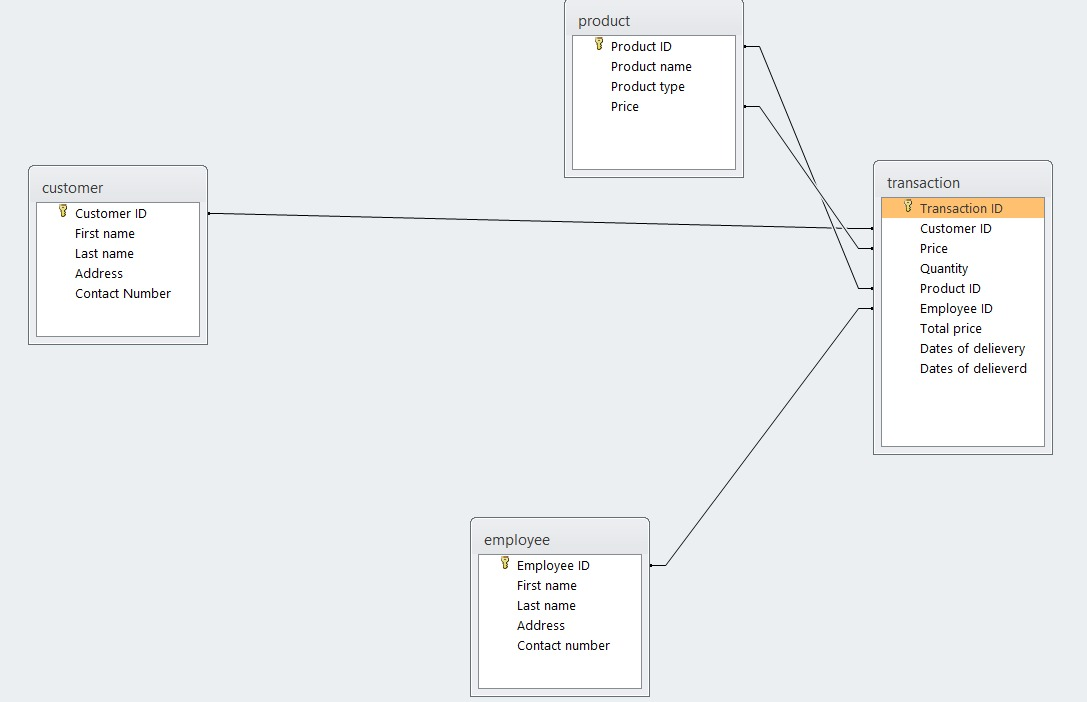 product
Product ID
Product name
Product type
Price
customer
Customer ID
First name
Last name
Address
Contact Number
transaction
Transaction ID
Customer ID
Price
Quantity
Product ID
Employee ID
Total price
Dates of delievery
Dates of delieverd
employee
Employee ID
First name
Last name
Address
Contact number